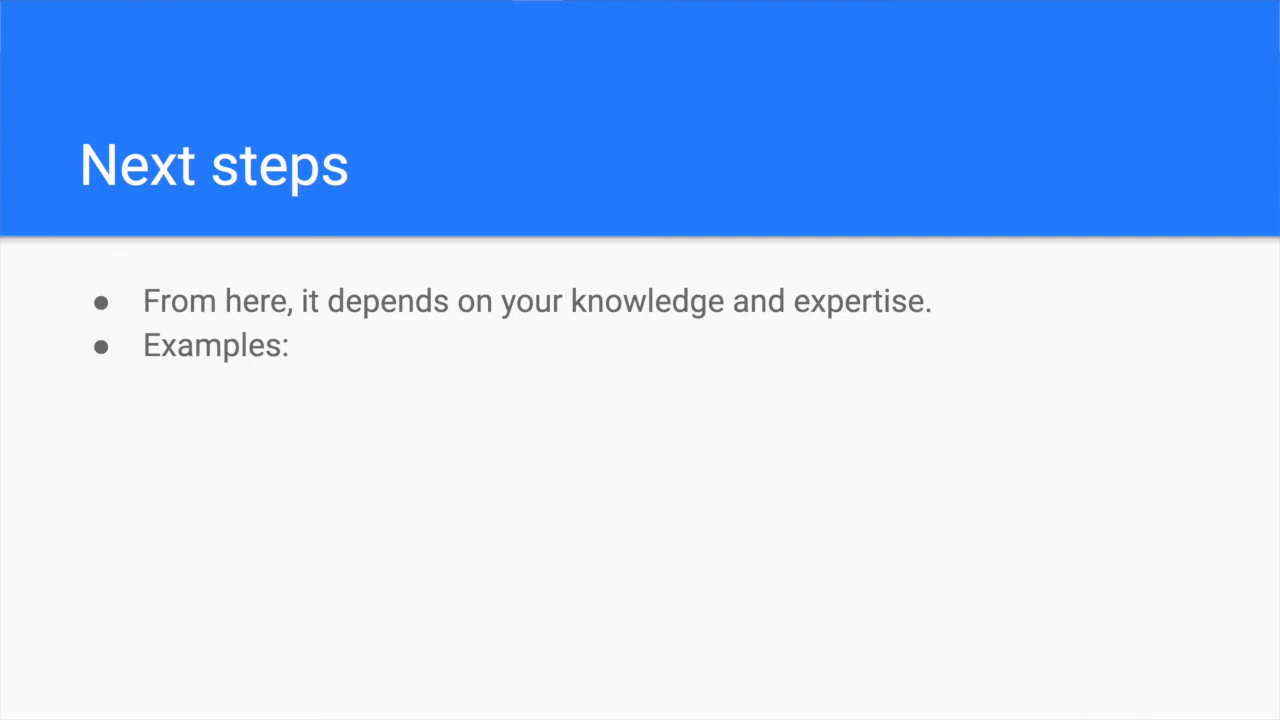 Next steps
● From here, it depends on your knowledge and expertise.
● Examples: